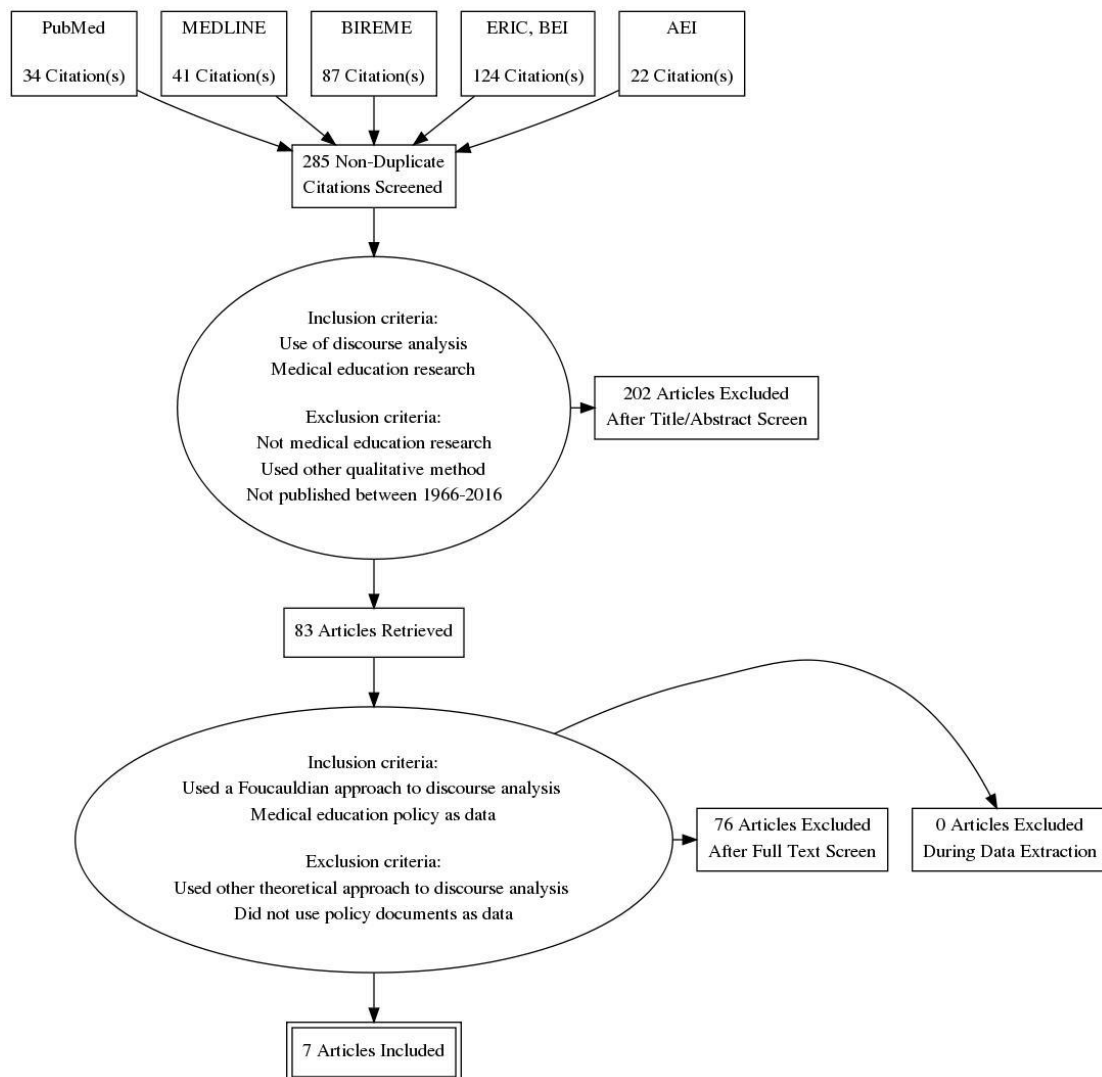 PubMed
34 Citation(s)
MEDLINE
41 Citation(s)
BIREME
87 Citation(s)
ERIC, BEI
124 Citation(s)
AEI
22 Citation(s)
285 Non-Duplicate
Citations Screened
Inclusion criteria:
Use of discourse analysis
Medical education research
Exclusion criteria:
Not medical education research
Used other qualitative method
Not published between 1966-2016
202 Articles Excluded
After Title/Abstract Screen
83 Articles Retrieved
Inclusion criteria:
Used a Foucauldian approach to discourse analysis
Medical education policy as data
Exclusion criteria:
Used other theoretical approach to discourse analysis
Did not use policy documents as data
76 Articles Excluded
After Full Text Screen
0 Articles Excluded
During Data Extraction
7 Articles Included